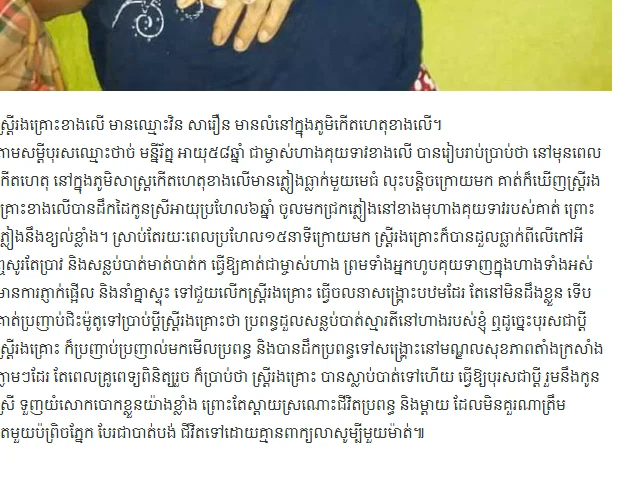 ស្ត្រីរងគ្រោះខាងលើ មានឈ្មោះវិន សារឿន មានលំនៅក្នុងភូមិកើតហេតុខាងលើ។
តាមសម្ដីបុរសឈ្មោះថាច់ មន្នីរ័ត្ន អាយុ៥៨ឆ្នាំ ជាម្ចាស់ហាងគុយទាវខាងលើ បានរៀបរាប់ប្រាប់ថា នៅមុនពេល
កើតហេតុ នៅក្នុងភូមិសាស្ត្រកើតហេតុខាងលើមានភ្លៀងធ្លាក់មួយមេធំ លុះបន្តិចក្រោយមក គាត់ក៏ឃើញស្ត្រីរង
គ្រោះខាងលើបានដឹកដៃកូនស្រីអាយុប្រហែល៦ឆ្នាំ ចូលមកជ្រកភ្លៀងនៅខាងមុខហាងគុយទាវរបស់គាត់ ព្រោះ
ភ្លៀងនឹងខ្យល់ខ្លាំង។ ស្រាប់តែរយៈពេលប្រហែល១៥នាទីក្រោយមក ស្ត្រីរងគ្រោះក៏បានដួលធ្លាក់ពីលើកៅអី
ឮសូរតែប្រាវ និងសន្លប់បាត់មាត់បាត់ក ធ្វើឱ្យគាត់ជាម្ចាស់ហាង ព្រមទាំងអ្នកហូបគុយទាញក្នុងហាងទាំងអស់
មានការភ្ញាក់ផ្អើល និងនាំគ្នាស្ទុះ ទៅជួយលើកស្ត្រីរងគ្រោះ ធ្វើចលនាសង្គ្រោះបឋមដែរ តែនៅមិនដឹងខ្លួន ទើប
គាត់ប្រញាប់ជិះម៉ូតូទៅប្រាប់ប្ដីស្ត្រីរងគ្រោះថា ប្រពន្ធដួលសន្លប់បាត់ស្មារតីនៅហាងរបស់ខ្ញុំ ឮដូច្នេះបុរសជាប្ដី
ស្ត្រីរងគ្រោះ ក៏ប្រញាប់ប្រញាល់មកមើលប្រពន្ធ និងបានដឹកប្រពន្ធទៅសង្គ្រោះនៅមណ្ឌលសុខភាពតាំងក្រសាំង
ភ្លាមៗដែរ តែពេលគ្រូពេទ្យពិនិត្យរួច ក៏ប្រាប់ថា ស្ត្រីរងគ្រោះ បានស្លាប់បាត់ទៅហើយ ធ្វើឱ្យបុរសជាប្ដី រួមនឹងកូន
ស្រី ទួញយំសោកបោកខ្លួនយ៉ាងខ្លាំង ព្រោះតែស្ដាយស្រណោះជីវិតប្រពន្ធ និងម្ដាយ ដែលមិនគួរណាត្រឹម
តែមួយប៉ព្រិចភ្នែក បែរជាបាត់បង់ ជីវិតទៅដោយគ្មានពាក្យលាសូម្បីមួយម៉ាត់៕